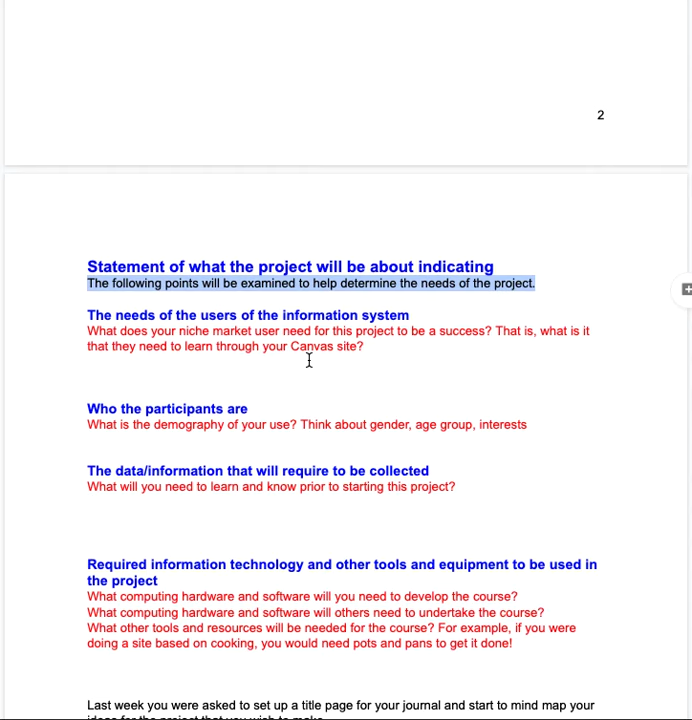 2
Statement of what the project will be about indicating
The following points will be examined to help determine the needs of the project.
The needs of the users of the information system
What does your niche market user need for this project to be a success? That is, what is it
that they need to learn through your Canvas site?
Who the participants are
What is the demography of your use? Think about gender, age group, interests
The data/information that will require to be collected
What will you need to learn and know prior to starting this project?
Required information technology and other tools and equipment to be used in
the project
What computing hardware and software will you need to develop the course?
What computing hardware and software will others need to undertake the course?
What other tools and resources will be needed for the course? For example, if you were
doing a site based on cooking, you would need pots and pans to get it done!
Last week you were asked to set up a title page for your journal and start to mind map your
ideas for the project that you wish to make.